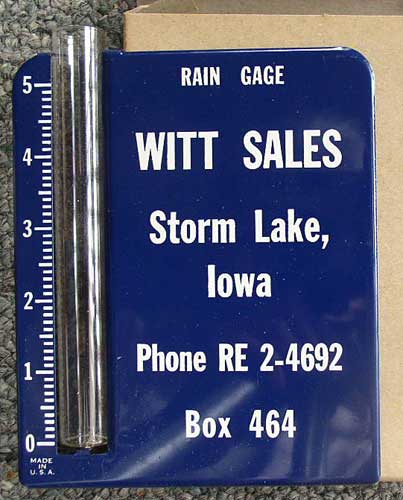 RAIN GAGE
WITT SALES
Storm Lake,
Iowa
Phone RE 2-4692
Box 464
5
4
3
2
1
0
MADE
IN
U.S.A.